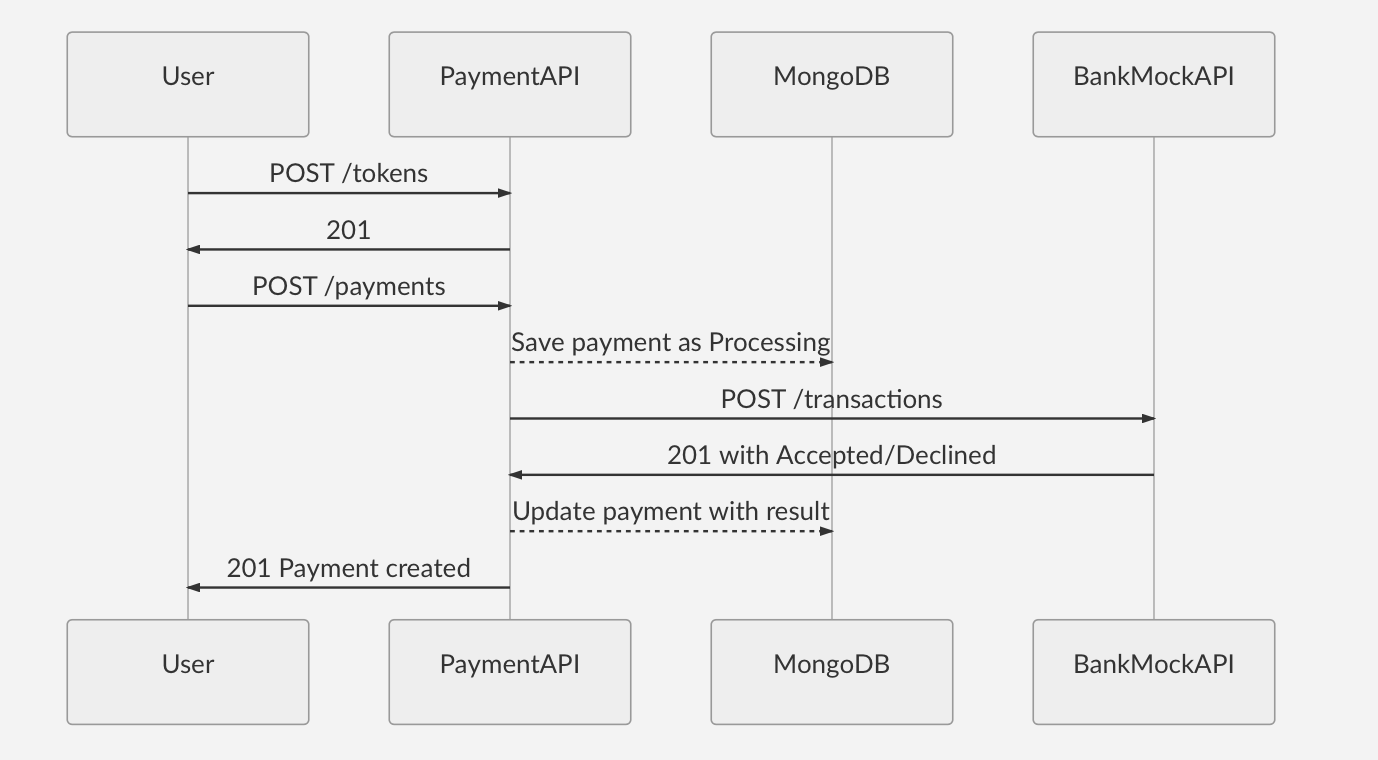 User
PaymentAPI
MongoDB
BankMockAPI
POST /tokens
201
POST /payments
Save payment as Processing
POST /transactions
201 with Accepted/Declined
Update payment with result
201 Payment created
User
PaymentAPI
MongoDB
BankMockAPI